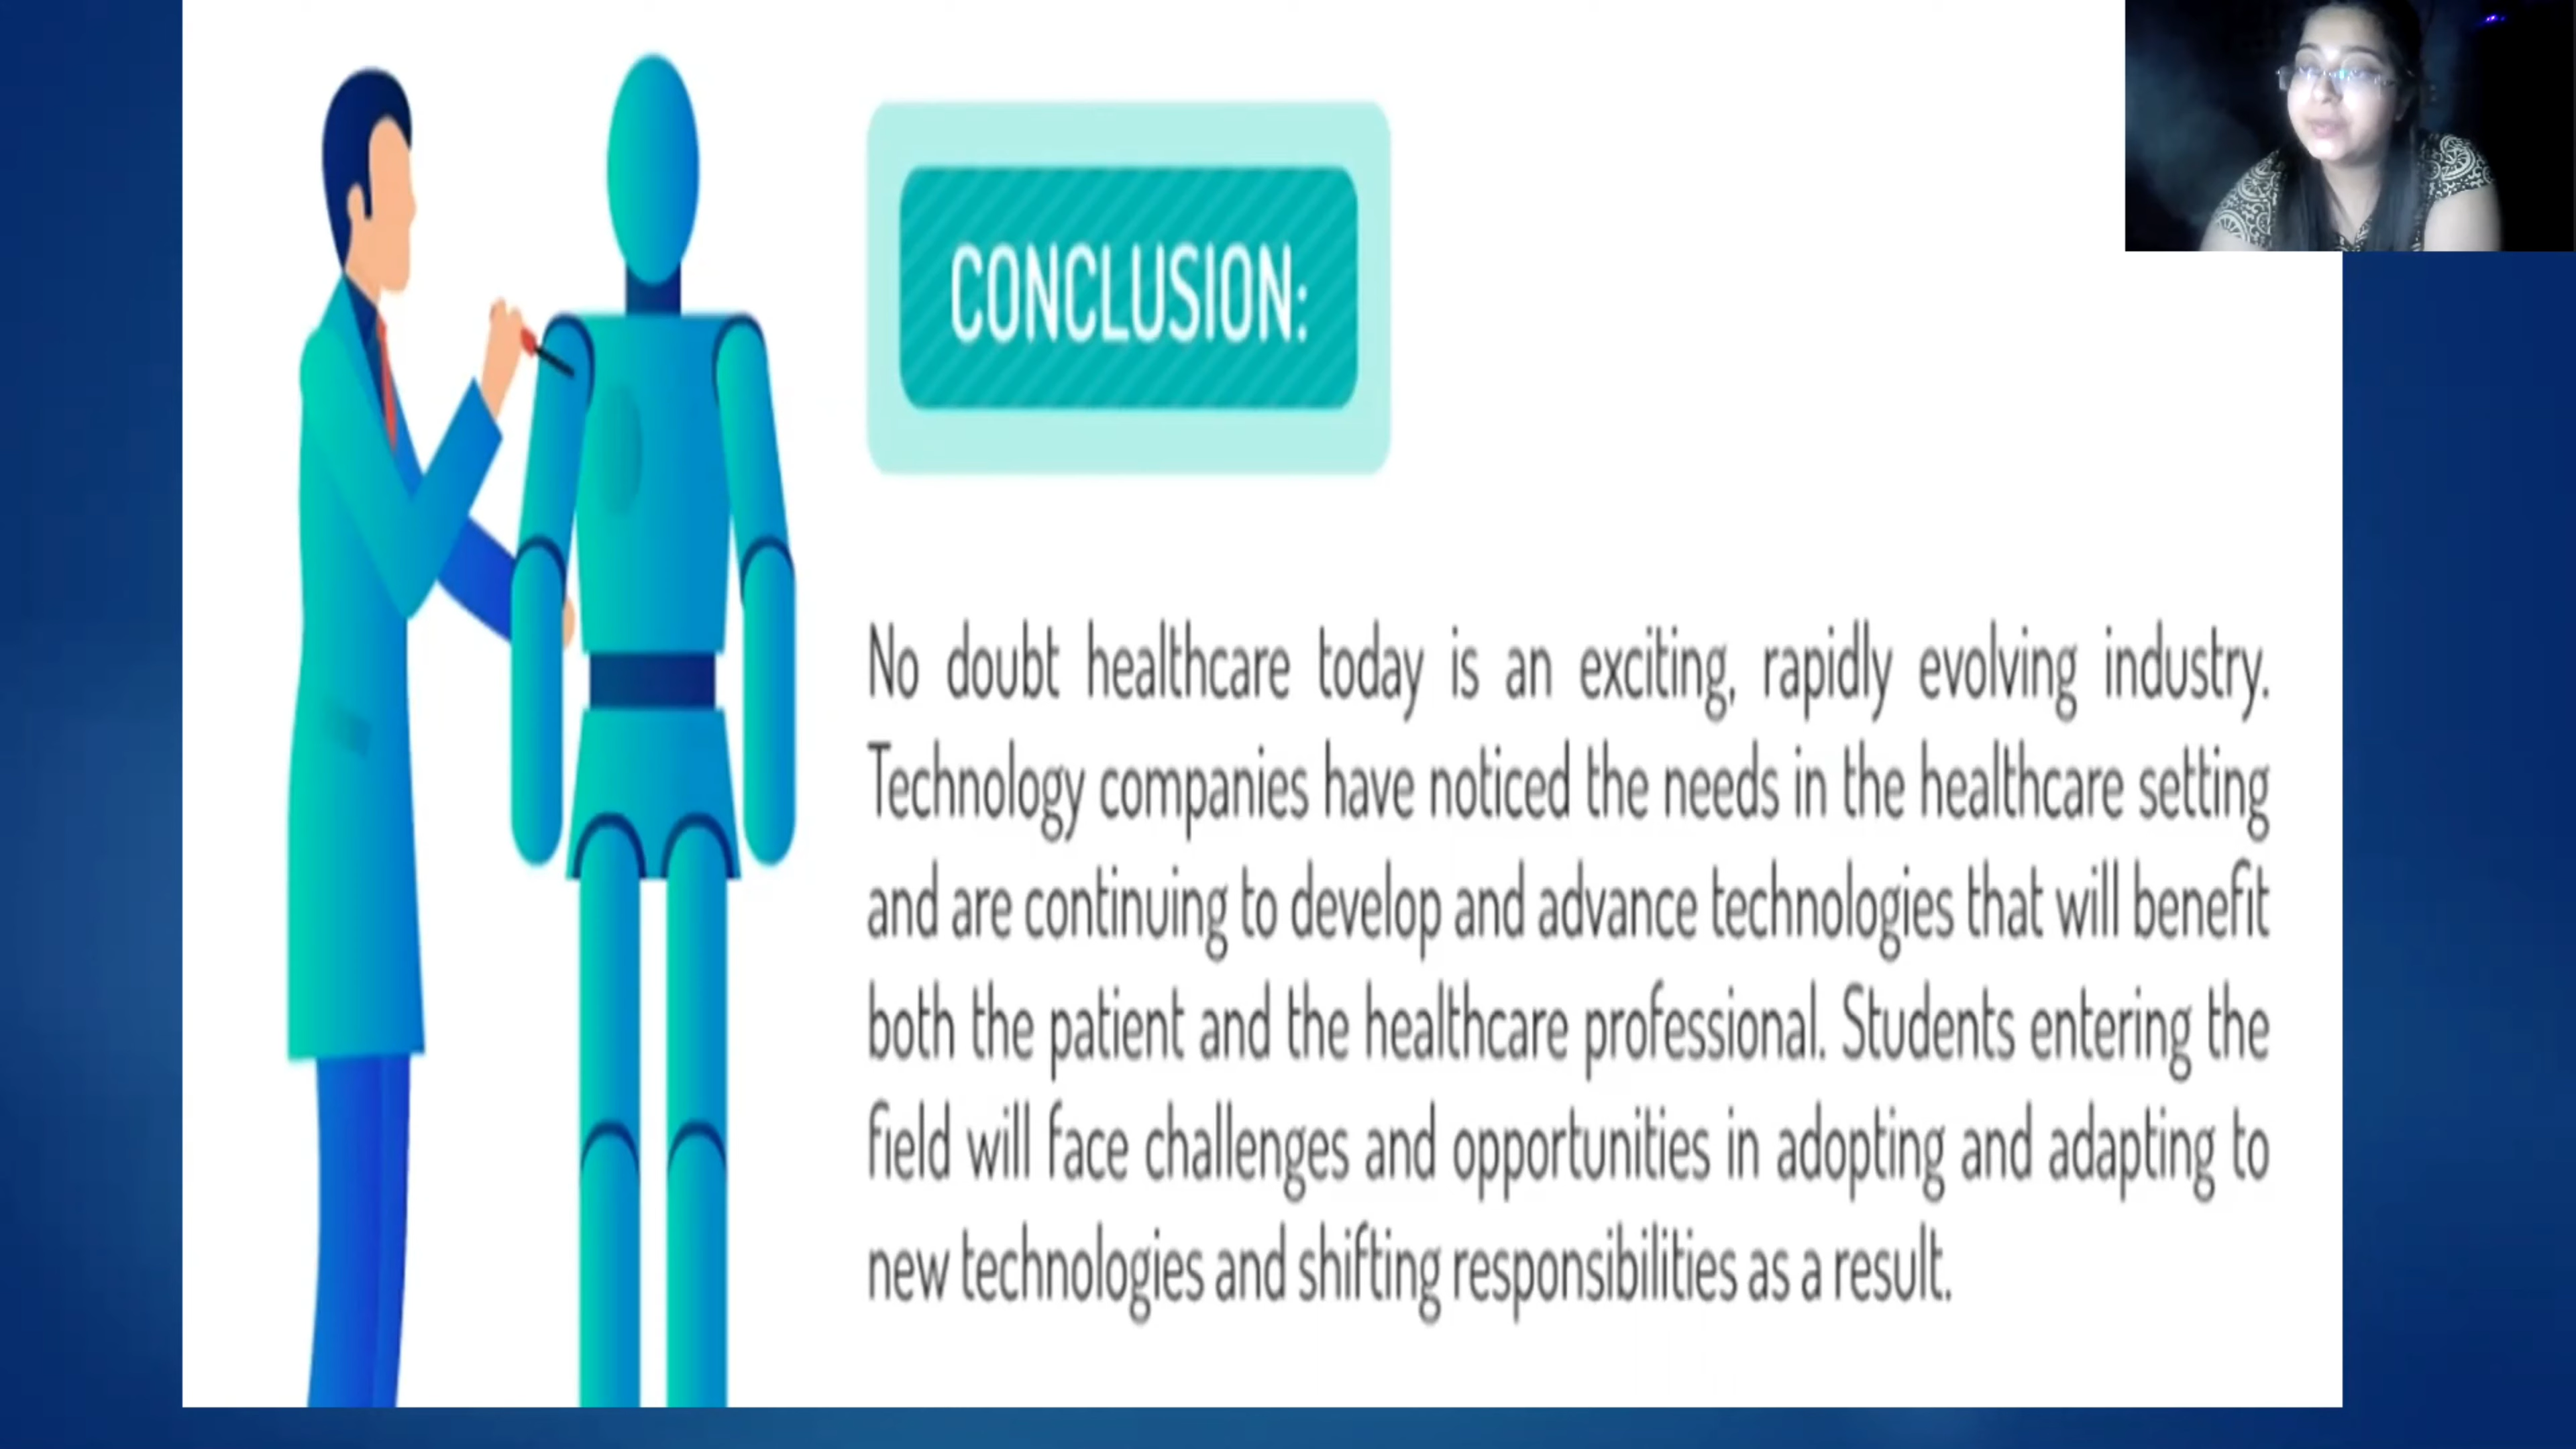 CONCLUSION:
No doubt healthcare today is an exciting, rapidly evolving industry.
Technology companies have noticed the needs in the healthcare setting
and are continuing to develop and advance technologies that will benefit
both the patient and the healthcare professional. Students entering the
field will face challenges and opportunities in adopting and adapting to
new technologies and shifting responsibilities as a result.